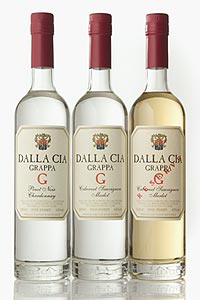 DALLA CIA
GRAPPA
G
Pinot Noir
Chardonnay
DALLA CIA
GRAPPA
G
Cabernet Sauvignon
Merlot
DALLA CIA
GRAPPA
G
Cabernet Sauvignon
Merlot